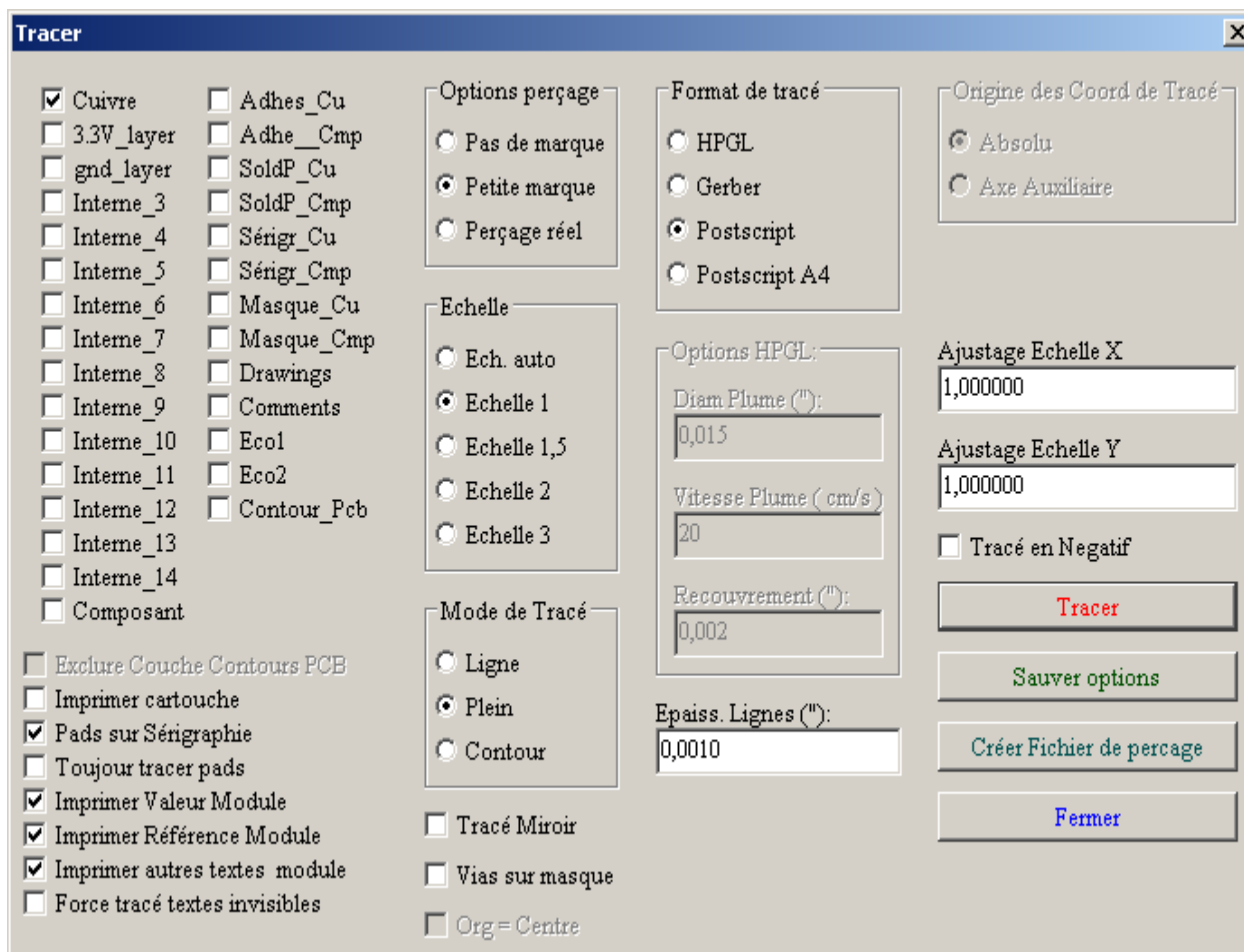 Tracer
Cuivre
3.3V_layer
gnd_layer
Interne_3
Interne_4
Interne_5
Interne_6
Interne_7
Interne_8
Interne_9
Interne_10
Interne_11
Interne_12
Interne_13
Interne_14
Composant
Adhes_Cu
Adhe__Cmp
SoldP_Cu
SoldP_Cmp
Sérigr_Cu
Sérigr_Cmp
Masque_Cu
Masque_Cmp
Drawings
Comments
Eco1
Eco2
Contour_Pcb
Exclure Couche Contours PCB
Imprimer cartouche
Pads sur Sérigraphie
Toujour tracer pads
Imprimer Valeur Module
Imprimer Référence Module
Imprimer autres textes module
Force tracé textes invisibles
Options perçage
Pas de marque
Petite marque
Perçage réel
Echelle
Ech. auto
Echelle 1
Echelle 1,5
Echelle 2
Echelle 3
Mode de Tracé
Ligne
Plein
Contour
Tracé Miroir
Vias sur masque
Org = Centre
Format de tracé
HPGL
Gerber
Postscript
Postscript A4
Options HPGL:
Diam Plume ("):
0,015
Vitesse Plume ( cm/s )
20
Recouvrement ("):
0,002
Epaiss. Lignes ("):
0,0010
Origine des Coord de Tracé
Absolu
Axe Auxiliaire
Ajustage Echelle X
1,000000
Ajustage Echelle Y
1,000000
Tracé en Negatif
Tracer
Sauver options
Créer Fichier de percage
Fermer